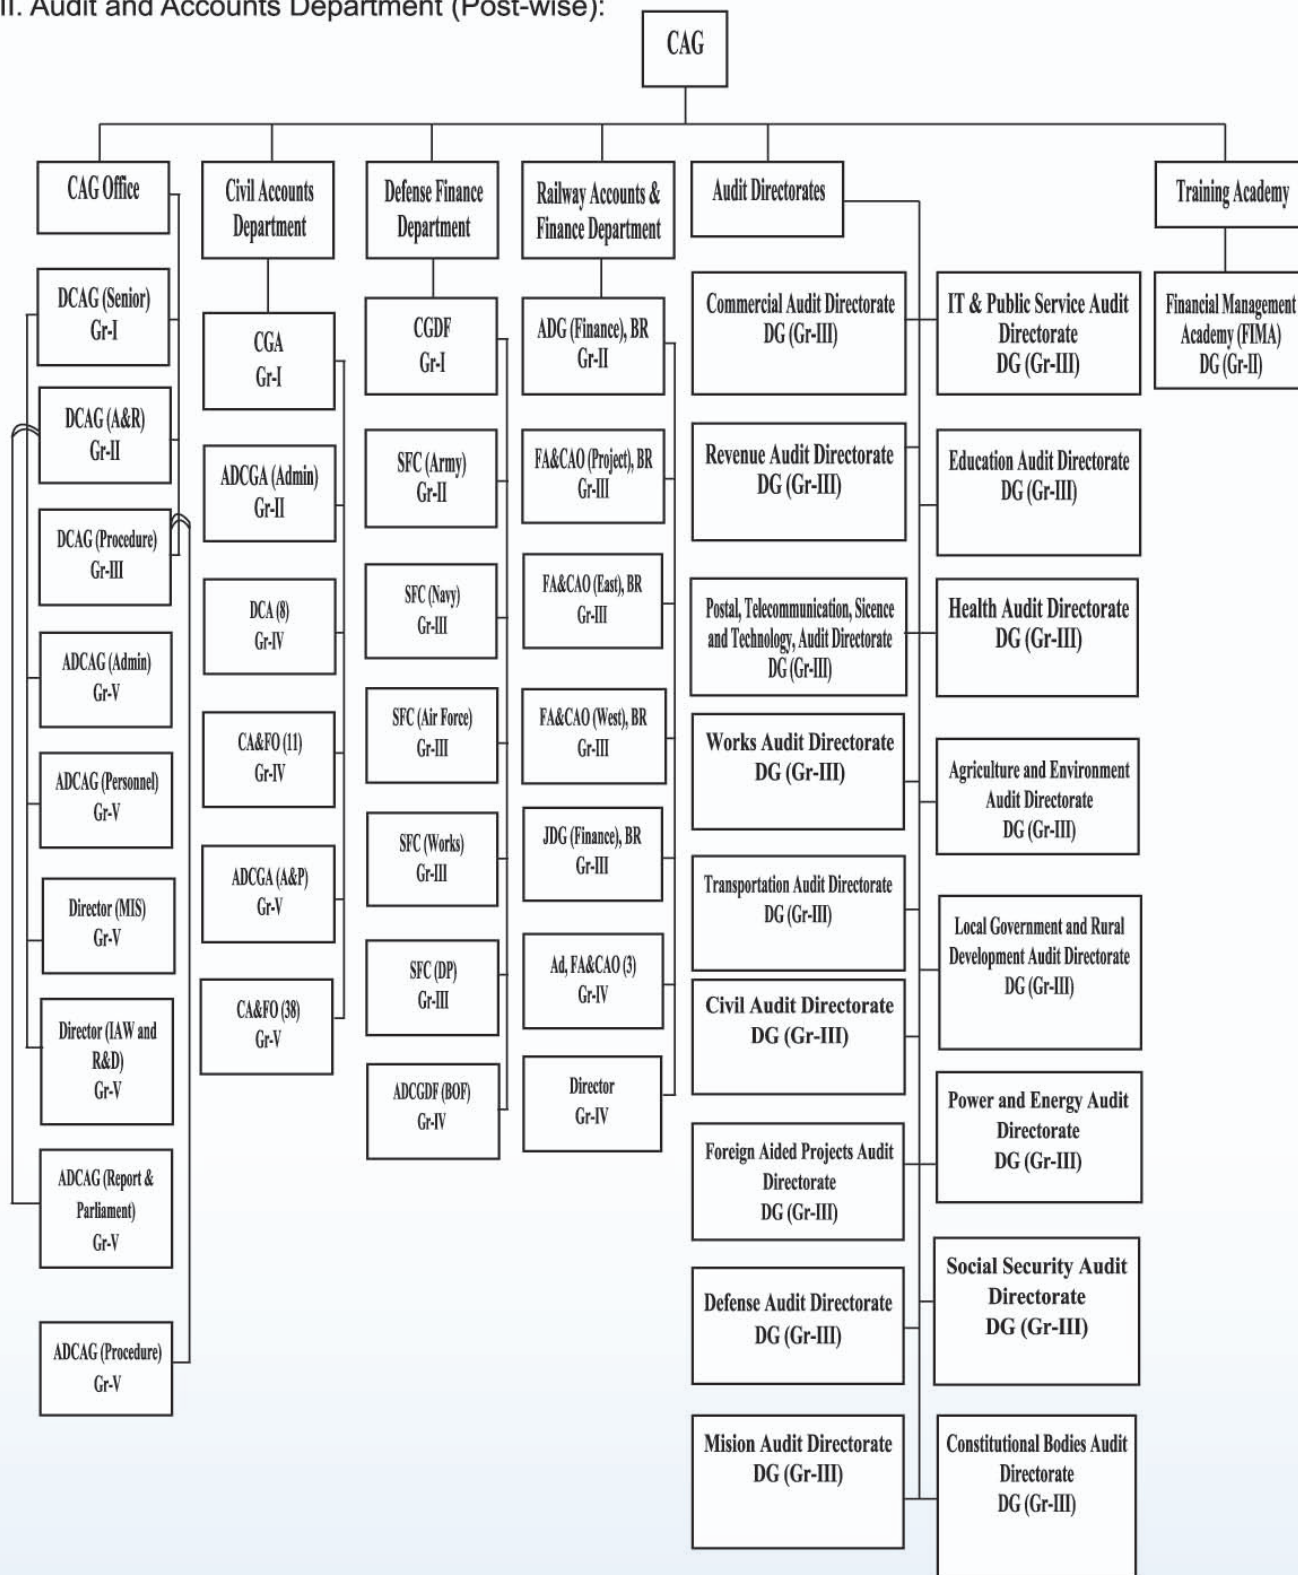 II. Audit and Accounts Department (Post-wise):
CAG
CAG Office
DCAG (Senior)
Gr-I
DCAG (A&R)
Gr-II
DCAG (Procedure)
Gr-III
ADCAG (Admin)
Gr-V
ADCAG (Personnel)
Gr-V
Director (MIS)
Gr-V
Director (IAW and
R&D)
Gr-V
ADCAG (Report &
Parliament)
Gr-V
ADCAG (Procedure)
Gr-V
Civil Accounts
Department
CGA
Gr-I
ADCGA (Admin)
Gr-II
DCA (8)
Gr-IV
CA&FO (11)
Gr-IV
ADCGA (A&P)
Gr-V
CA&FO (38)
Gr-V
Defense Finance
Department
CGDF
Gr-I
SFC (Army)
Gr-II
SFC (Navy)
Gr-III
SFC (Air Force)
Gr-III
SFC (Works)
Gr-III
SFC (DP)
Gr-III
ADCGDF (BOF)
Gr-IV
Railway Accounts &
Finance Department
ADG (Finance), BR
Gr-II
FA&CAO (Project), BR
Gr-III
FA&CAO (East), BR
Gr-III
FA&CAO (West), BR
Gr-III
JDG (Finance), BR
Gr-III
Ad, FA&CAO (3)
Gr-IV
Director
Gr-IV
Audit Directorates
Commercial Audit Directorate
DG (Gr-III)
Revenue Audit Directorate
DG (Gr-III)
Postal, Telecommunication, Sicence
and Technology, Audit Directorate
DG (Gr-III)
Works Audit Directorate
DG (Gr-III)
Transportation Audit Directorate
DG (Gr-III)
Civil Audit Directorate
DG (Gr-III)
Foreign Aided Projects Audit
Directorate
DG (Gr-III)
Defense Audit Directorate
DG (Gr-III)
Mision Audit Directorate
DG (Gr-III)
IT & Public Service Audit
Directorate
DG (Gr-III)
Education Audit Directorate
DG (Gr-III)
Health Audit Directorate
DG (Gr-III)
Agriculture and Environment
Audit Directorate
DG (Gr-III)
Local Government and Rural
Development Audit Directorate
DG (Gr-III)
Power and Energy Audit
Directorate
DG (Gr-III)
Social Security Audit
Directorate
DG (Gr-III)
Constitutional Bodies Audit
Directorate
DG (Gr-III)
Training Academy
Financial Management
Academy (FIMA)
DG (Gr-II)